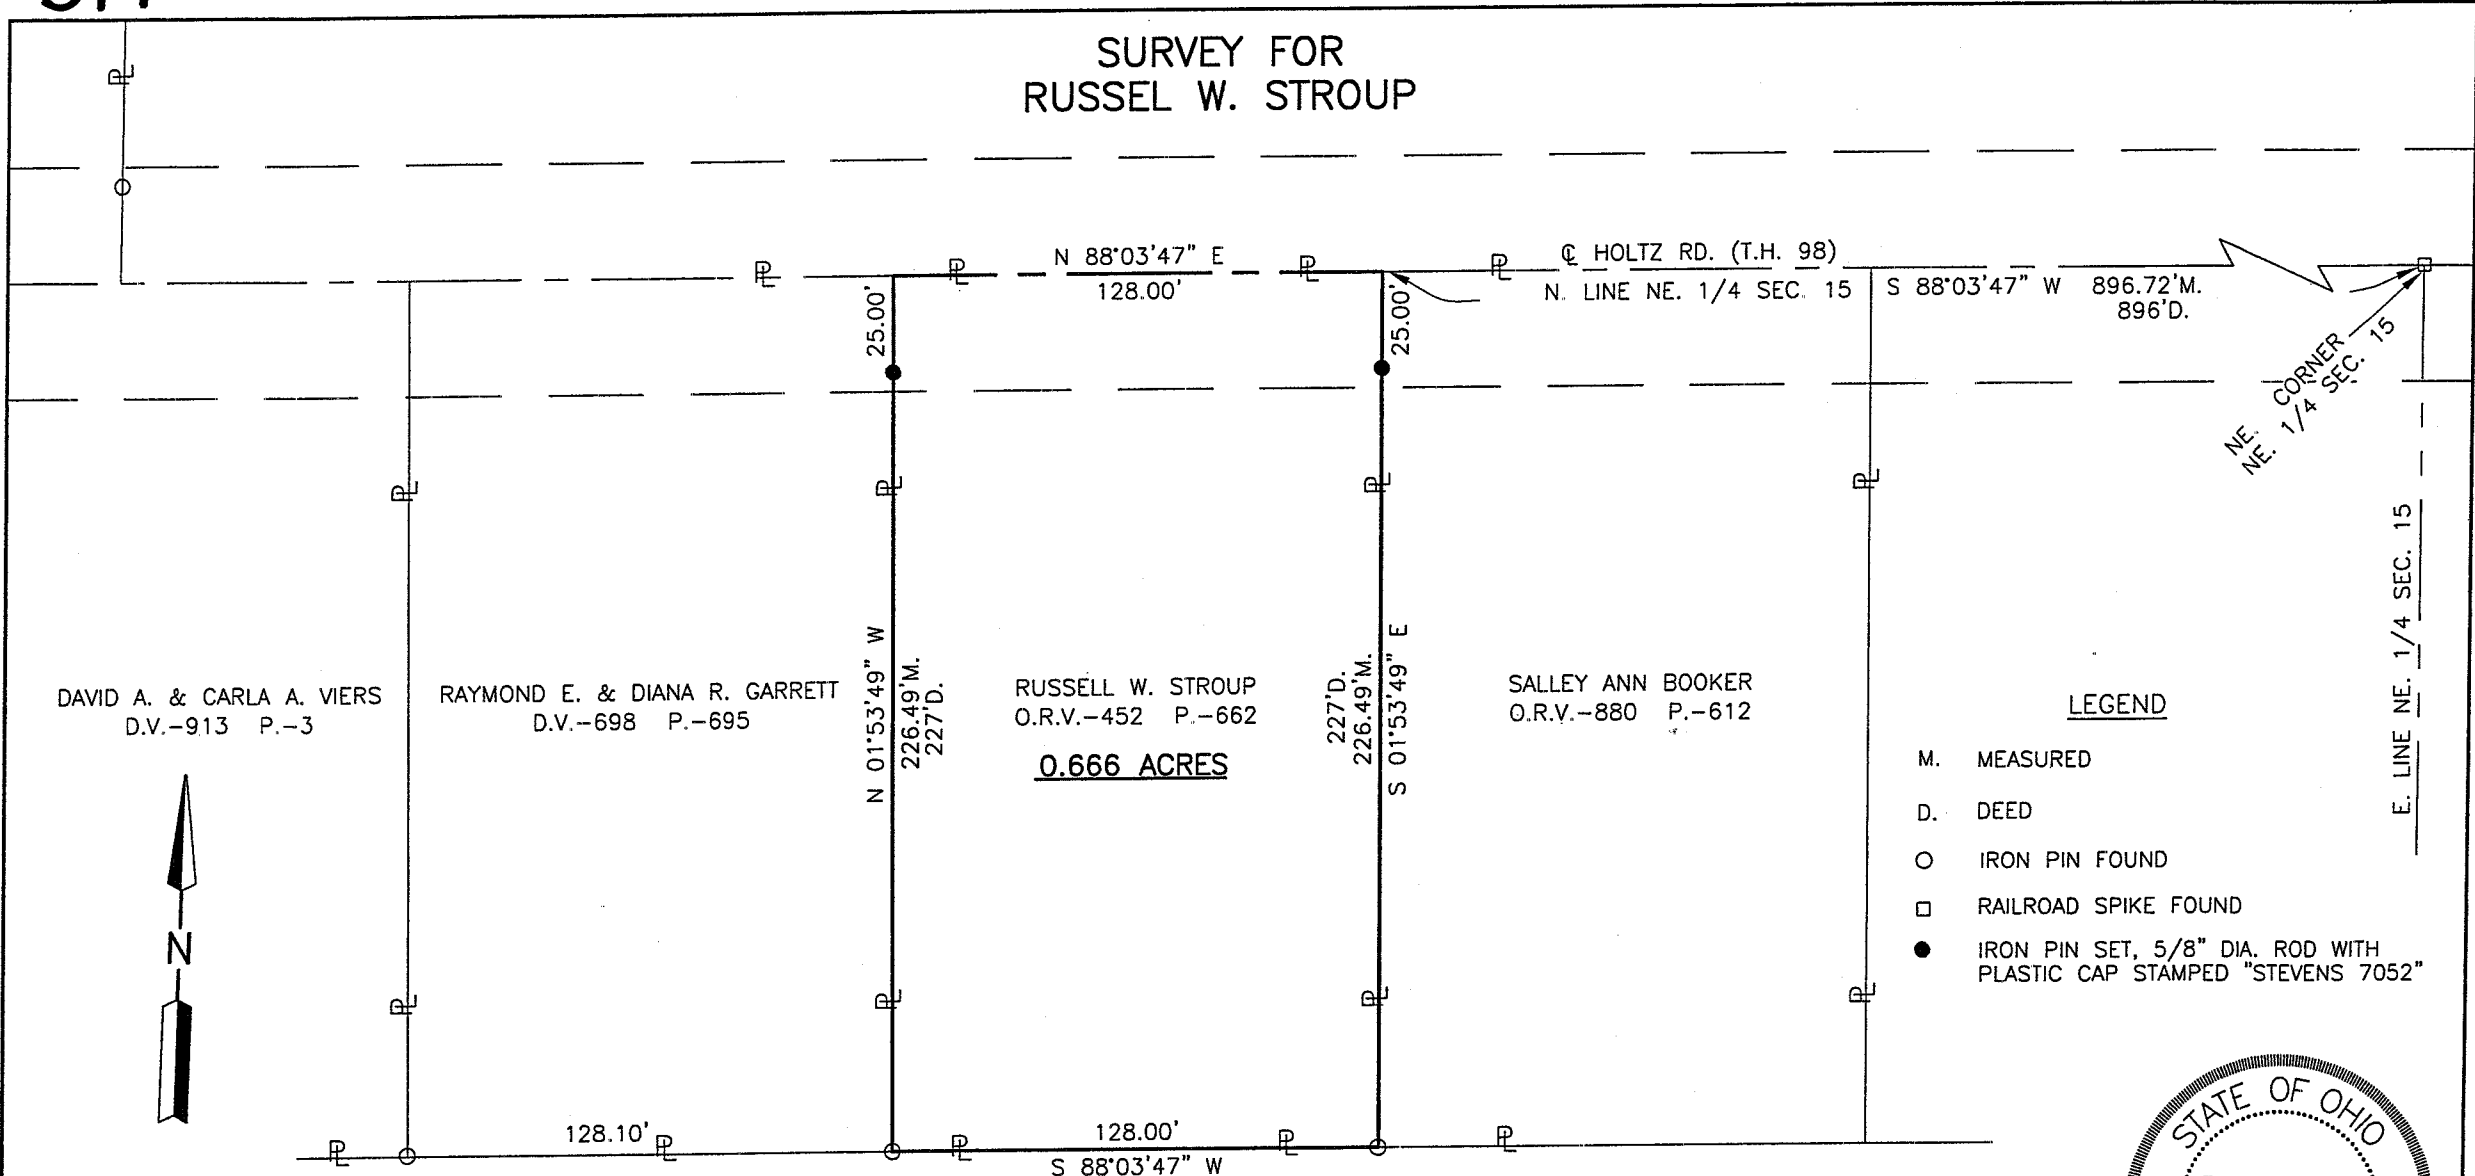 SURVEY FOR
RUSSEL W. STROUP
N 88°03'47" E
128.00'
℄ HOLTZ RD. (T.H. 98)
N. LINE NE. 1/4 SEC. 15
S 88°03'47" W 896.72'M.
896'D.
25.00'
25.00'
NE. CORNER
NE. 1/4 SEC. 15
E. LINE NE. 1/4 SEC. 15
DAVID A. & CARLA A. VIERS
D.V.-913 P.-3
RAYMOND E. & DIANA R. GARRETT
D.V.-698 P.-695
N 01°53'49" W
226.49'M.
227'D.
RUSSELL W. STROUP
O.R.V.-452 P.-662
0.666 ACRES
227'D.
226.49'M.
S 01°53'49" E
SALLEY ANN BOOKER
O.R.V.-880 P.-612
LEGEND
M. MEASURED
D. DEED
IRON PIN FOUND
RAILROAD SPIKE FOUND
IRON PIN SET, 5/8" DIA. ROD WITH
PLASTIC CAP STAMPED "STEVENS 7052"
N
128.10'
128.00'
S 88°03'47" W
STATE OF OHIO